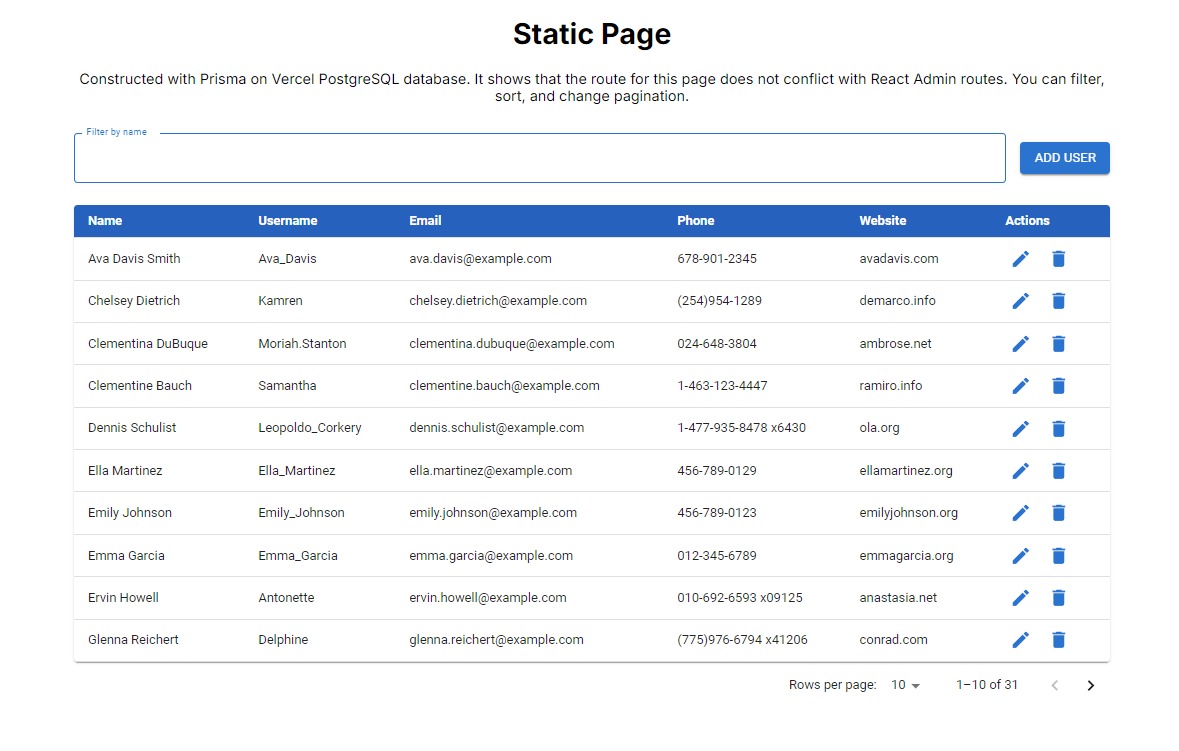 Static Page
Constructed with Prisma on Vercel PostgreSQL database. It shows that the route for this page does not conflict with React Admin routes. You can filter,
sort, and change pagination.
Filter by name
ADD USER
Name Username Email Phone Website Actions
Ava Davis Smith Ava_Davis ava.davis@example.com 678-901-2345 avadavis.com
Chelsey Dietrich Kamren chelsey.dietrich@example.com (254)954-1289 demarco.info
Clementina DuBuque Moriah.Stanton clementina.dubuque@example.com 024-648-3804 ambrose.net
Clementine Bauch Samantha clementine.bauch@example.com 1-463-123-4447 ramiro.info
Dennis Schulist Leopoldo_Corkery dennis.schulist@example.com 1-477-935-8478 x6430 ola.org
Ella Martinez Ella_Martinez ella.martinez@example.com 456-789-0129 ellamartinez.org
Emily Johnson Emily_Johnson emily.johnson@example.com 456-789-0123 emilyjohnson.org
Emma Garcia Emma_Garcia emma.garcia@example.com 012-345-6789 emmagarcia.org
Ervin Howell Antonette ervin.howell@example.com 010-692-6593 x09125 anastasia.net
Glenna Reichert Delphine glenna.reichert@example.com (775)976-6794 x41206 conrad.com
Rows per page: 10 1–10 of 31